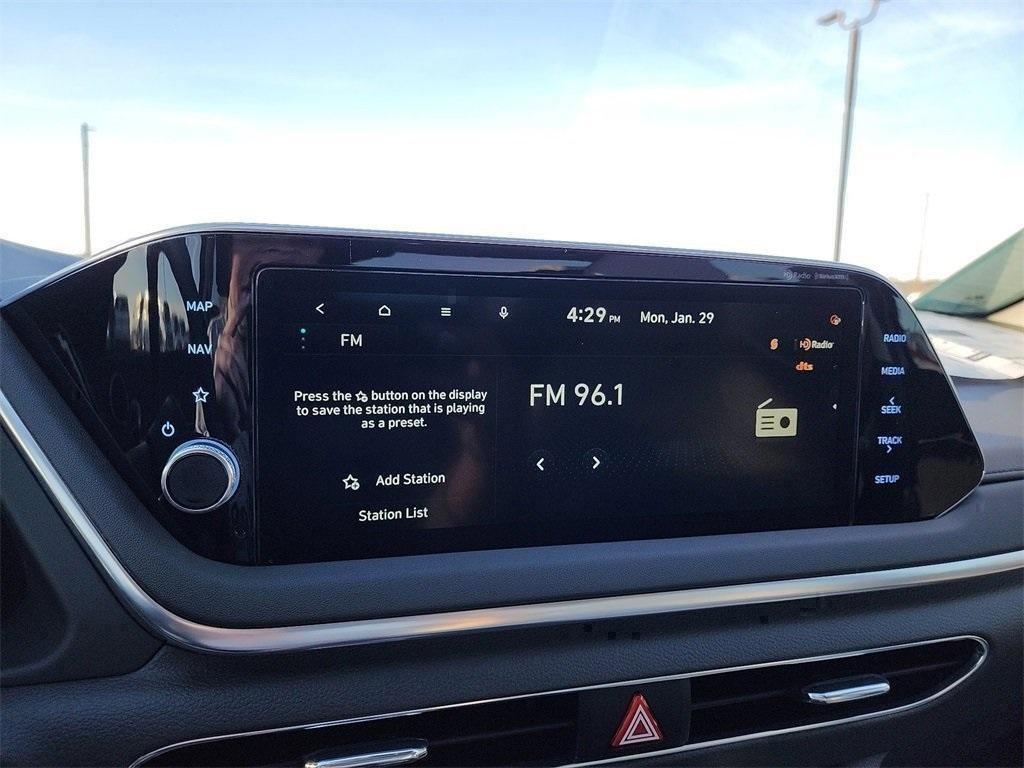 HD Radio
MAP
NAV
4:29 PM Mon, Jan. 29
FM
HD Radio
dts
Press the button on the display
to save the station that is playing
as a preset.
FM 96.1
Add Station
Station List
RADIO
MEDIA
SEEK
TRACK
SETUP